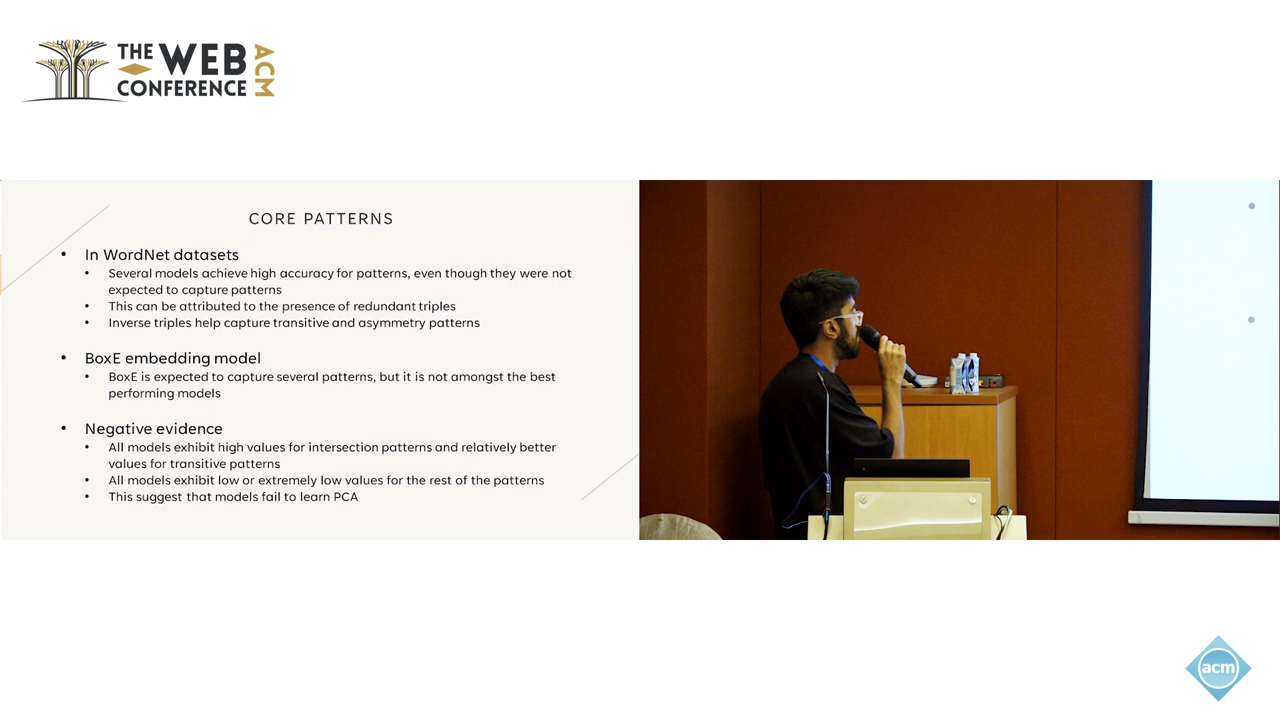 THE WEB
CONFERENCE
ACM
CORE PATTERNS
• In WordNet datasets
• Several models achieve high accuracy for patterns, even though they were not
expected to capture patterns
• This can be attributed to the presence of redundant triples
• Inverse triples help capture transitive and asymmetry patterns
• BoxE embedding model
• BoxE is expected to capture several patterns, but it is not amongst the best
performing models
• Negative evidence
• All models exhibit high values for intersection patterns and relatively better
values for transitive patterns
• All models exhibit low or extremely low values for the rest of the patterns
• This suggest that models fail to learn PCA
acm